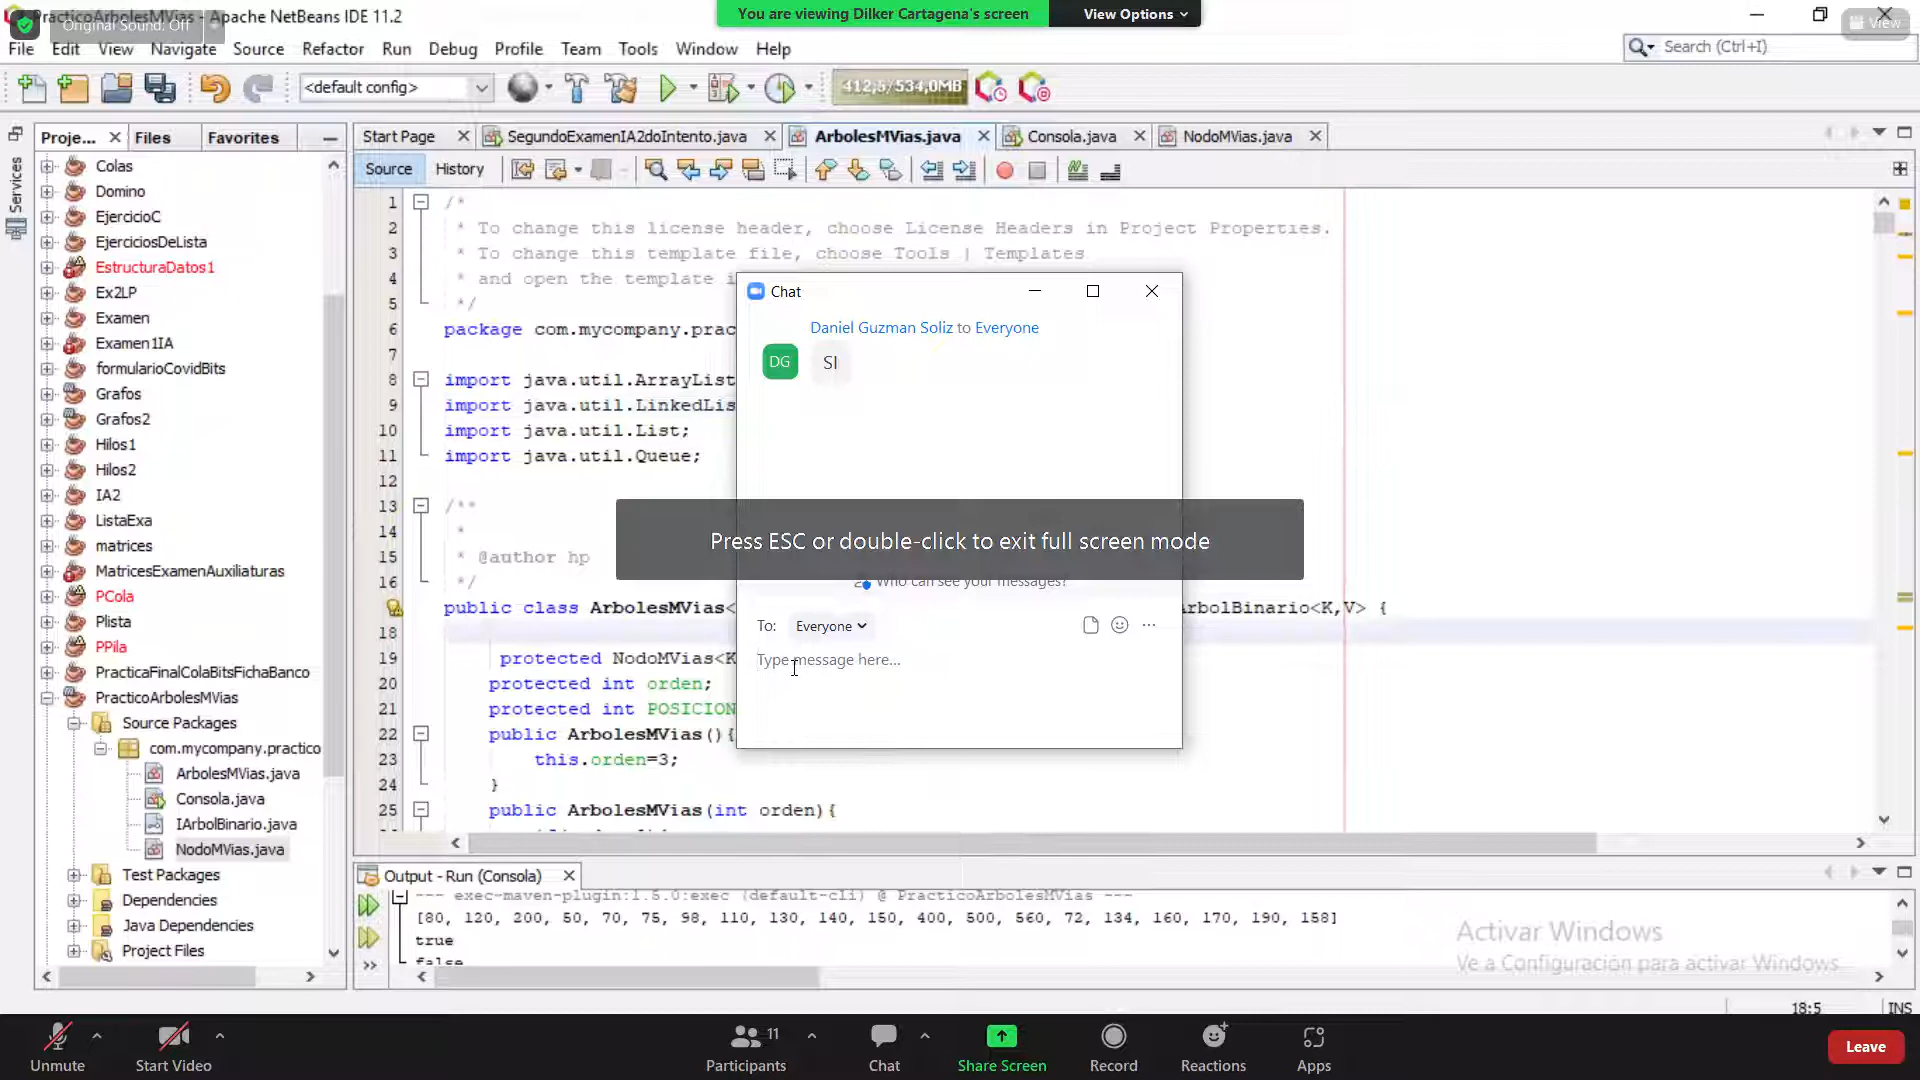 PracticoArbolesMVias - Apache NetBeans IDE 11.2
Original Sound: Off
You are viewing Dilker Cartagena's screen
View Options
View
File Edit View Navigate Source Refactor Run Debug Profile Team Tools Window Help
Search (Ctrl+I)
<default config>
412,5/534,0MB
Proje...
Files
Favorites
Start Page
SegundoExamenIA2doIntento.java
ArbolesMVias.java
Consola.java
NodoMVias.java
Source
History
Services
Colas
Domino
EjercicioC
EjerciciosDeLista
EstructuraDatos1
Ex2LP
Examen
Examen1IA
formularioCovidBits
Grafos
Grafos2
Hilos1
Hilos2
IA2
ListaExa
matrices
MatricesExamenAuxiliaturas
PCola
Plista
PPila
PracticaFinalColaBitsFichaBanco
PracticoArbolesMVias
Source Packages
com.mycompany.practico
ArbolesMVias.java
Consola.java
IArbolBinario.java
NodoMVias.java
Test Packages
Dependencies
Java Dependencies
Project Files
1 /*
2 * To change this license header, choose License Headers in Project Properties.
3 * To change this template file, choose Tools | Templates
4 * and open the template i
5 */
6 package com.mycompany.prac
7
8 import java.util.ArrayList
9 import java.util.LinkedLis
10 import java.util.List;
11 import java.util.Queue;
12
13 /**
14 *
15 * @author hp
16 */
public class ArbolesMVias< rbolBinario<K,V> {
18
19 protected NodoMVias<K
20 protected int orden;
21 protected int POSICION
22 public ArbolesMVias(){
23 this.orden=3;
24 }
25 public ArbolesMVias(int orden){
Chat
Daniel Guzman Soliz to Everyone
DG
SI
Press ESC or double-click to exit full screen mode
Who can see your messages?
To: Everyone
Type message here...
Output - Run (Consola)
--- exec-maven-plugin:1.5.0:exec (default-cli) @ PracticoArbolesMVias ---
[80, 120, 200, 50, 70, 75, 98, 110, 130, 140, 150, 400, 500, 560, 72, 134, 160, 170, 190, 158]
true
false
Activar Windows
Ve a Configuración para activar Windows.
18:5
INS
Unmute
Start Video
11
Participants
Chat
Share Screen
Record
Reactions
Apps
Leave